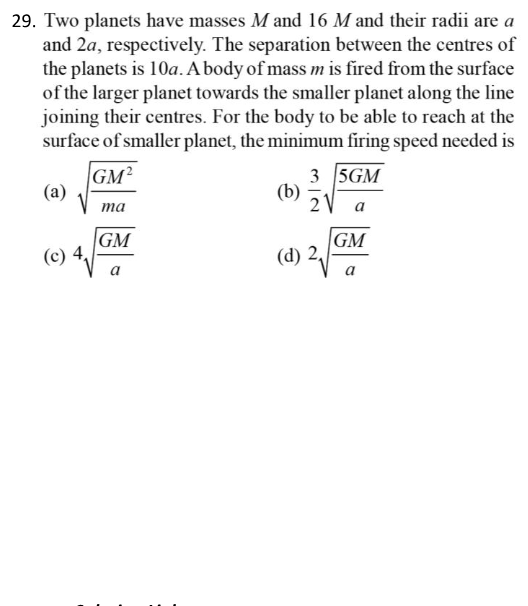 29. Two planets have masses M and 16 M and their radii are a
and 2a, respectively. The separation between the centres of
the planets is 10a. A body of mass m is fired from the surface
of the larger planet towards the smaller planet along the line
joining their centres. For the body to be able to reach at the
surface of smaller planet, the minimum firing speed needed is
(a) √(GM²/ma) (b) 3/2 √(5GM/a)
(c) 4√(GM/a) (d) 2√(GM/a)